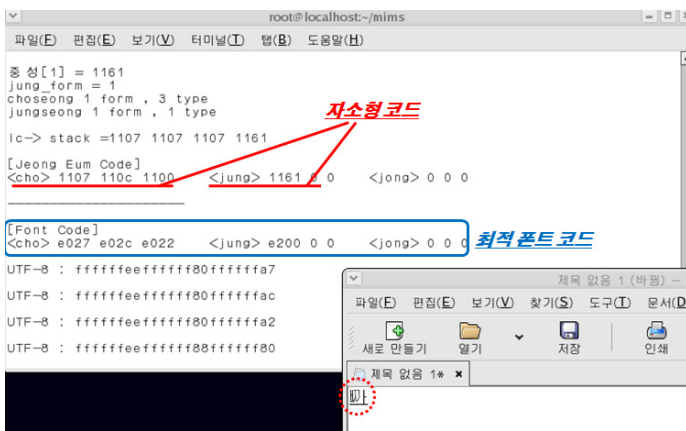 root@localhost:~/mims
파일(F) 편집(E) 보기(V) 터미널(T) 탭(B) 도움말(H)
중성[1] = 1161
jung_form = 1
choseong 1 form , 3 type
jungseong 1 form , 1 type
자소형코드
ic-> stack =1107 1107 1107 1161
[Jeong Eum Code]
<cho> 1107 110c 1100 <jung> 1161 0 0 <jong> 0 0 0
[Font Code]
<cho> e027 e02c e022 <jung> e200 0 0 <jong> 0 0 0
최적폰트코드
UTF-8 : ffffffeeffffff80ffffffa7
UTF-8 : ffffffeeffffff80ffffffac
UTF-8 : ffffffeeffffff80ffffffa2
UTF-8 : ffffffeeffffff88ffffff80
제목 없음 1 (바뀜) —
파일(F) 편집(E) 보기(V) 찾기(S) 도구(T) 문서(D
새로 만들기 열기 저장 인쇄
제목 없음 1*